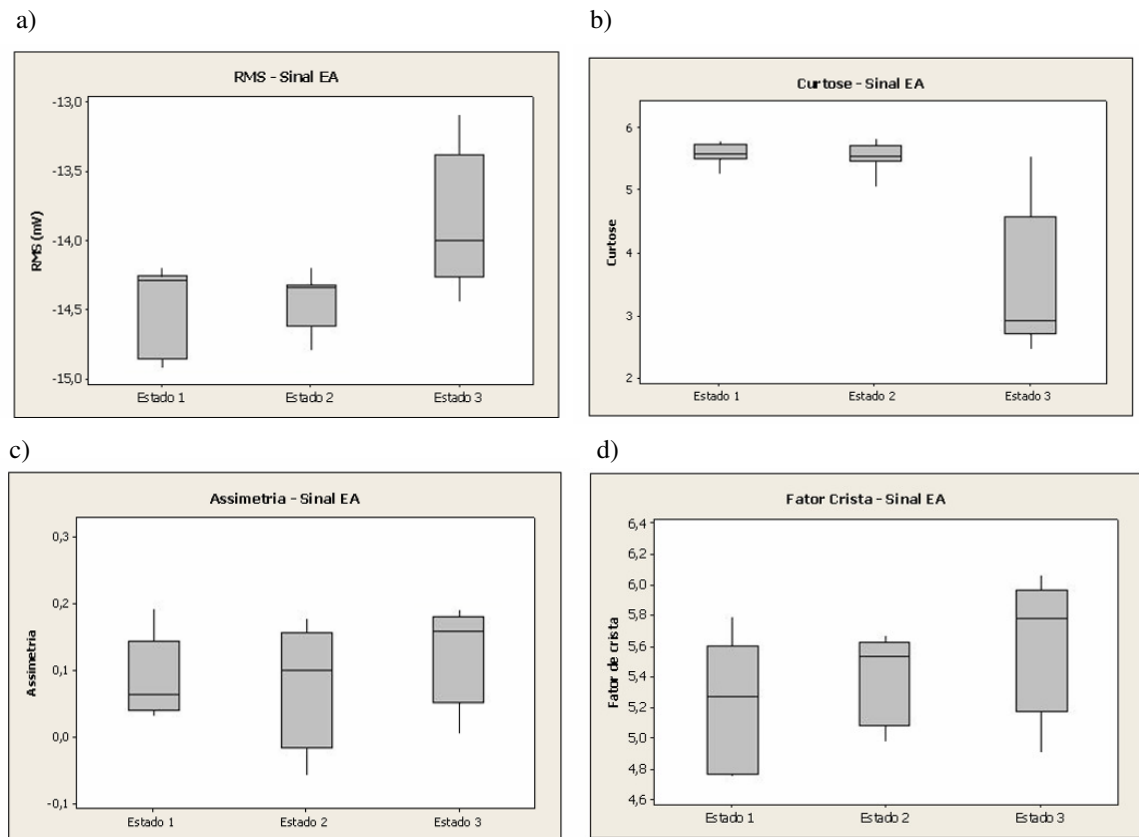 a)
RMS - Sinal EA
RMS (mV)
-13,0
-13,5
-14,0
-14,5
-15,0
Estado 1
Estado 2
Estado 3
b)
Curtose - Sinal EA
Curtose
6
5
4
3
2
Estado 1
Estado 2
Estado 3
c)
Assimetria - Sinal EA
Assimetria
0,3
0,2
0,1
0,0
-0,1
Estado 1
Estado 2
Estado 3
d)
Fator Crista - Sinal EA
Fator de crista
6,4
6,2
6,0
5,8
5,6
5,4
5,2
5,0
4,8
4,6
Estado 1
Estado 2
Estado 3